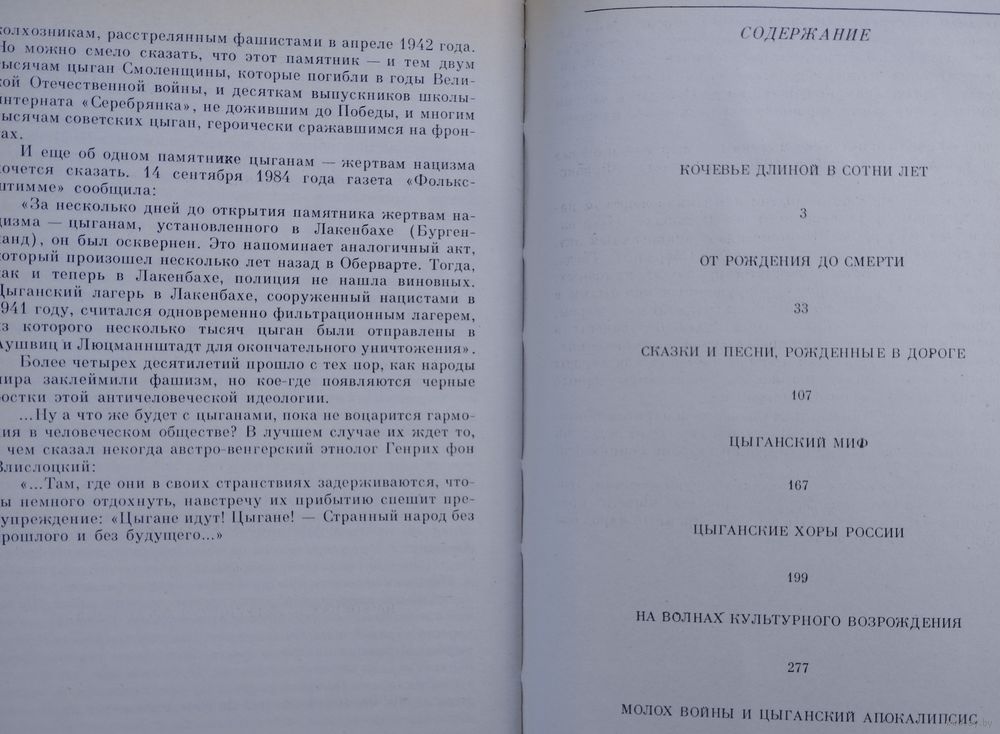 колхозникам, расстрелянным фашистами в апреле 1942 года.
Но можно смело сказать, что этот памятник — и тем двум
тысячам цыган Смоленщины, которые погибли в годы Вели-
кой Отечественной войны, и десяткам выпускников школы-
интерната «Серебрянка», не дожившим до Победы, и многим
тысячам советских цыган, героически сражавшимся на фрон-
тах.
И еще об одном памятнике цыганам — жертвам нацизма
хочется сказать. 14 сентября 1984 года газета «Фолькс-
штимме» сообщила:
«За несколько дней до открытия памятника жертвам на-
цизма — цыганам, установленного в Лакенбахе (Бурген-
ланд), он был осквернен. Это напоминает аналогичный акт,
который произошел несколько лет назад в Оберварте. Тогда,
как и теперь в Лакенбахе, полиция не нашла виновных.
Цыганский лагерь в Лакенбахе, сооруженный нацистами в
1941 году, считался одновременно фильтрационным лагерем,
из которого несколько тысяч цыган были отправлены в
Аушвиц и Люцманнштадт для окончательного уничтожения».
Более четырех десятилетий прошло с тех пор, как народы
мира заклеймили фашизм, но кое-где появляются черные
ростки этой античеловеческой идеологии.
...Ну а что же будет с цыганами, пока не воцарится гармо-
ния в человеческом обществе? В лучшем случае их ждет то,
о чем сказал некогда австро-венгерский этнолог Генрих фон
Влислоцкий:
«...Там, где они в своих странствиях задерживаются, что-
бы немного отдохнуть, навстречу их прибытию спешит пре-
дупреждение: «Цыгане идут! Цыгане! — Странный народ без
прошлого и без будущего...»
СОДЕРЖАНИЕ
КОЧЕВЬЕ ДЛИНОЙ В СОТНИ ЛЕТ
3
ОТ РОЖДЕНИЯ ДО СМЕРТИ
33
СКАЗКИ И ПЕСНИ, РОЖДЕННЫЕ В ДОРОГЕ
107
ЦЫГАНСКИЙ МИФ
167
ЦЫГАНСКИЕ ХОРЫ РОССИИ
199
НА ВОЛНАХ КУЛЬТУРНОГО ВОЗРОЖДЕНИЯ
277
МОЛОХ ВОЙНЫ И ЦЫГАНСКИЙ АПОКАЛИПСИС